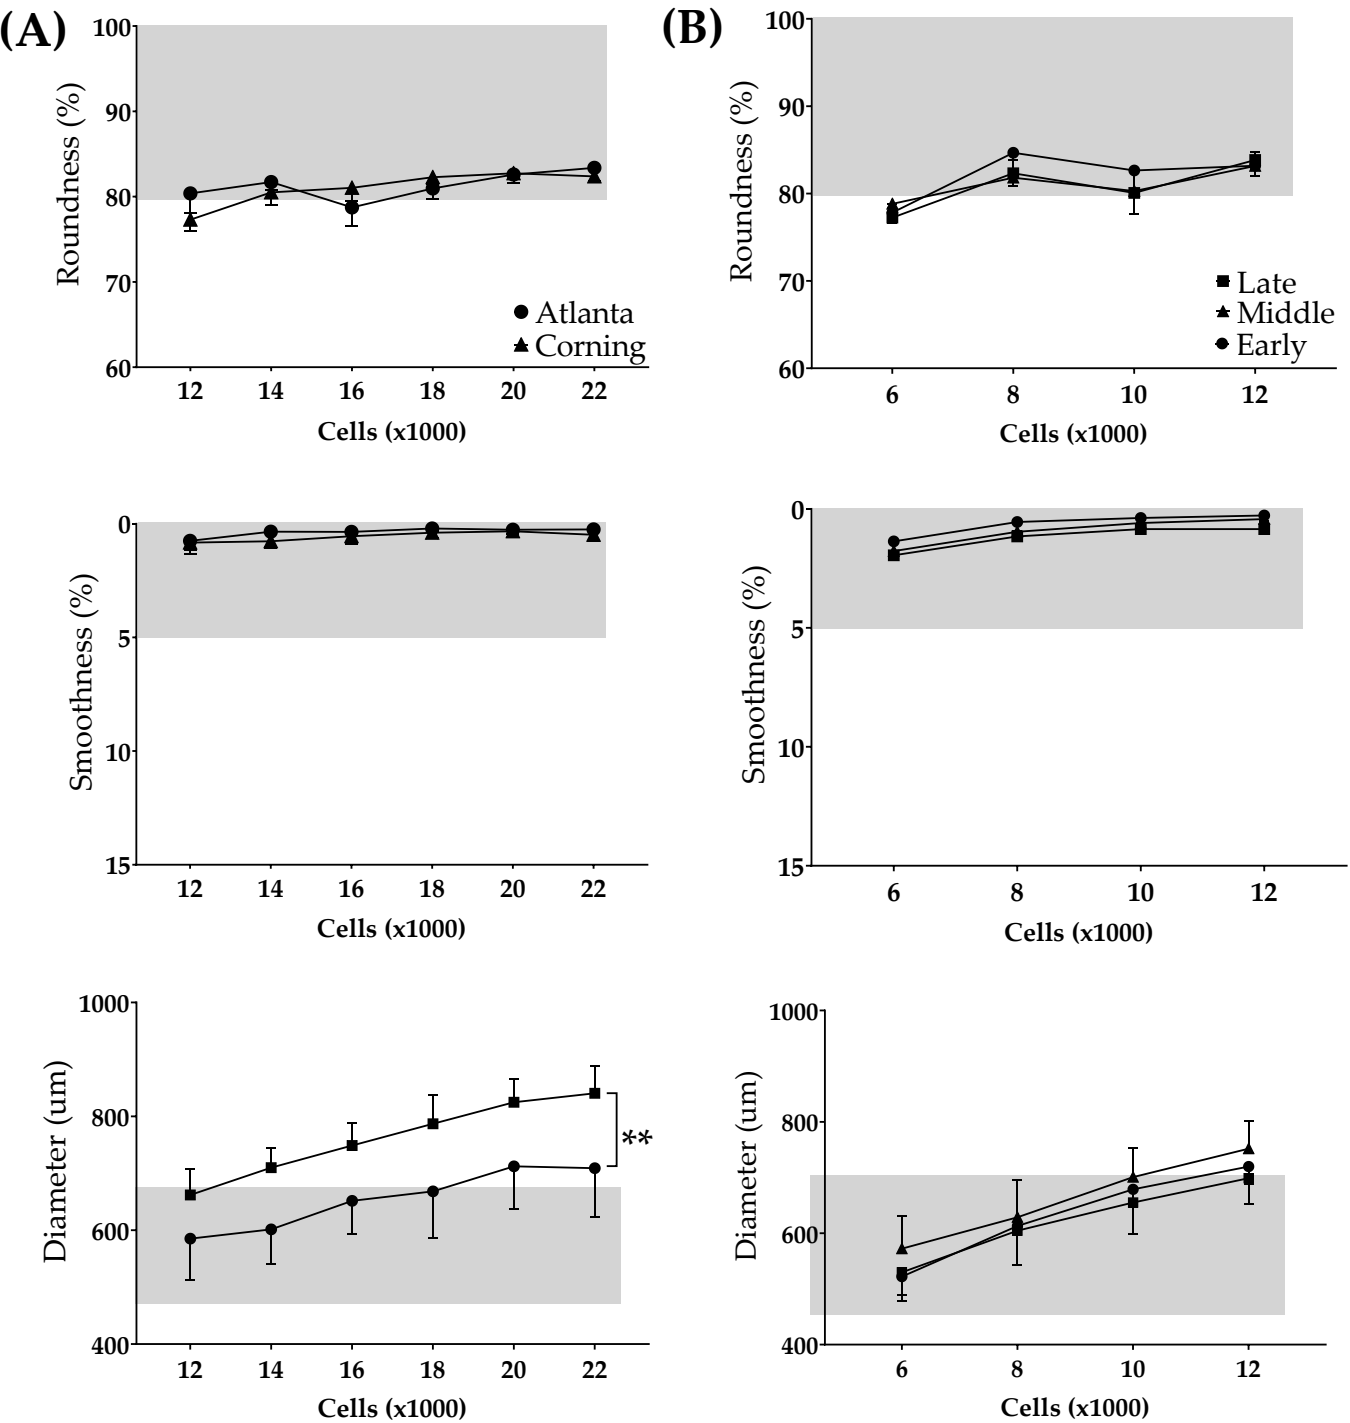 (A)
Roundness (%)
100
90
80
70
60
Atlanta
Corning
12 14 16 18 20 22
Cells (x1000)
(B)
Roundness (%)
100
90
80
70
60
Late
Middle
Early
6 8 10 12
Cells (x1000)
Smoothness (%)
0
5
10
15
12 14 16 18 20 22
Cells (x1000)
Smoothness (%)
0
5
10
15
6 8 10 12
Cells (x1000)
Diameter (um)
1000
800
600
400
**
12 14 16 18 20 22
Cells (x1000)
Diameter (um)
1000
800
600
400
6 8 10 12
Cells (x1000)